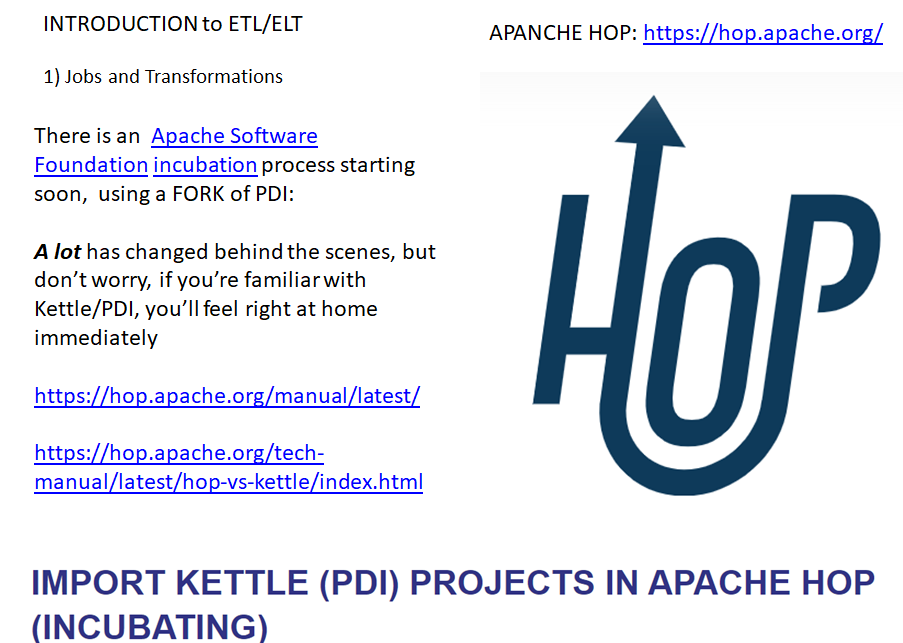 INTRODUCTION to ETL/ELT
1) Jobs and Transformations
There is an Apache Software
Foundation incubation process starting
soon, using a FORK of PDI:
A lot has changed behind the scenes, but
don't worry, if you're familiar with
Kettle/PDI, you'll feel right at home
immediately
https://hop.apache.org/manual/latest/
https://hop.apache.org/tech-
manual/latest/hop-vs-kettle/index.html
APANCHE HOP: https://hop.apache.org/
HOP
IMPORT KETTLE (PDI) PROJECTS IN APACHE HOP
(INCUBATING)